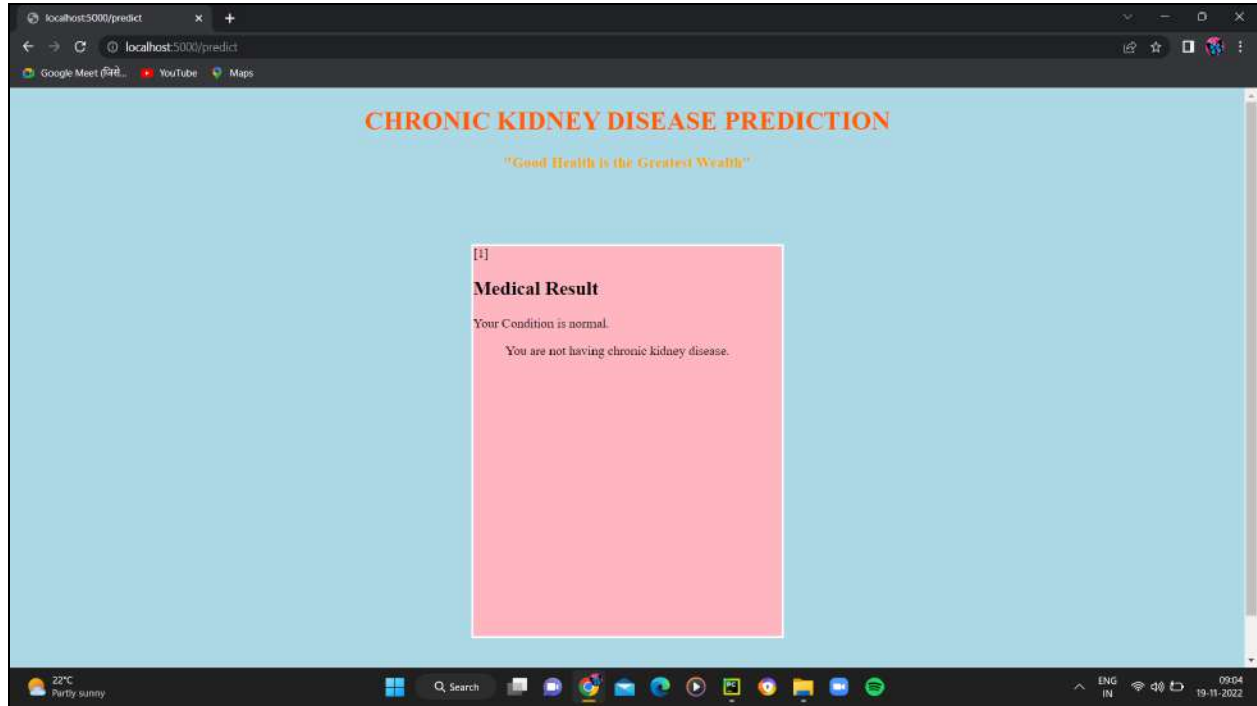 localhost:5000/predict
localhost:5000/predict
Google Meet (जिसे... YouTube Maps
CHRONIC KIDNEY DISEASE PREDICTION
"Good Health is the Greatest Wealth"
[1]
Medical Result
Your Condition is normal.
You are not having chronic kidney disease.
22°C
Partly sunny
Search
PC
ENG
IN
09:04
19-11-2022